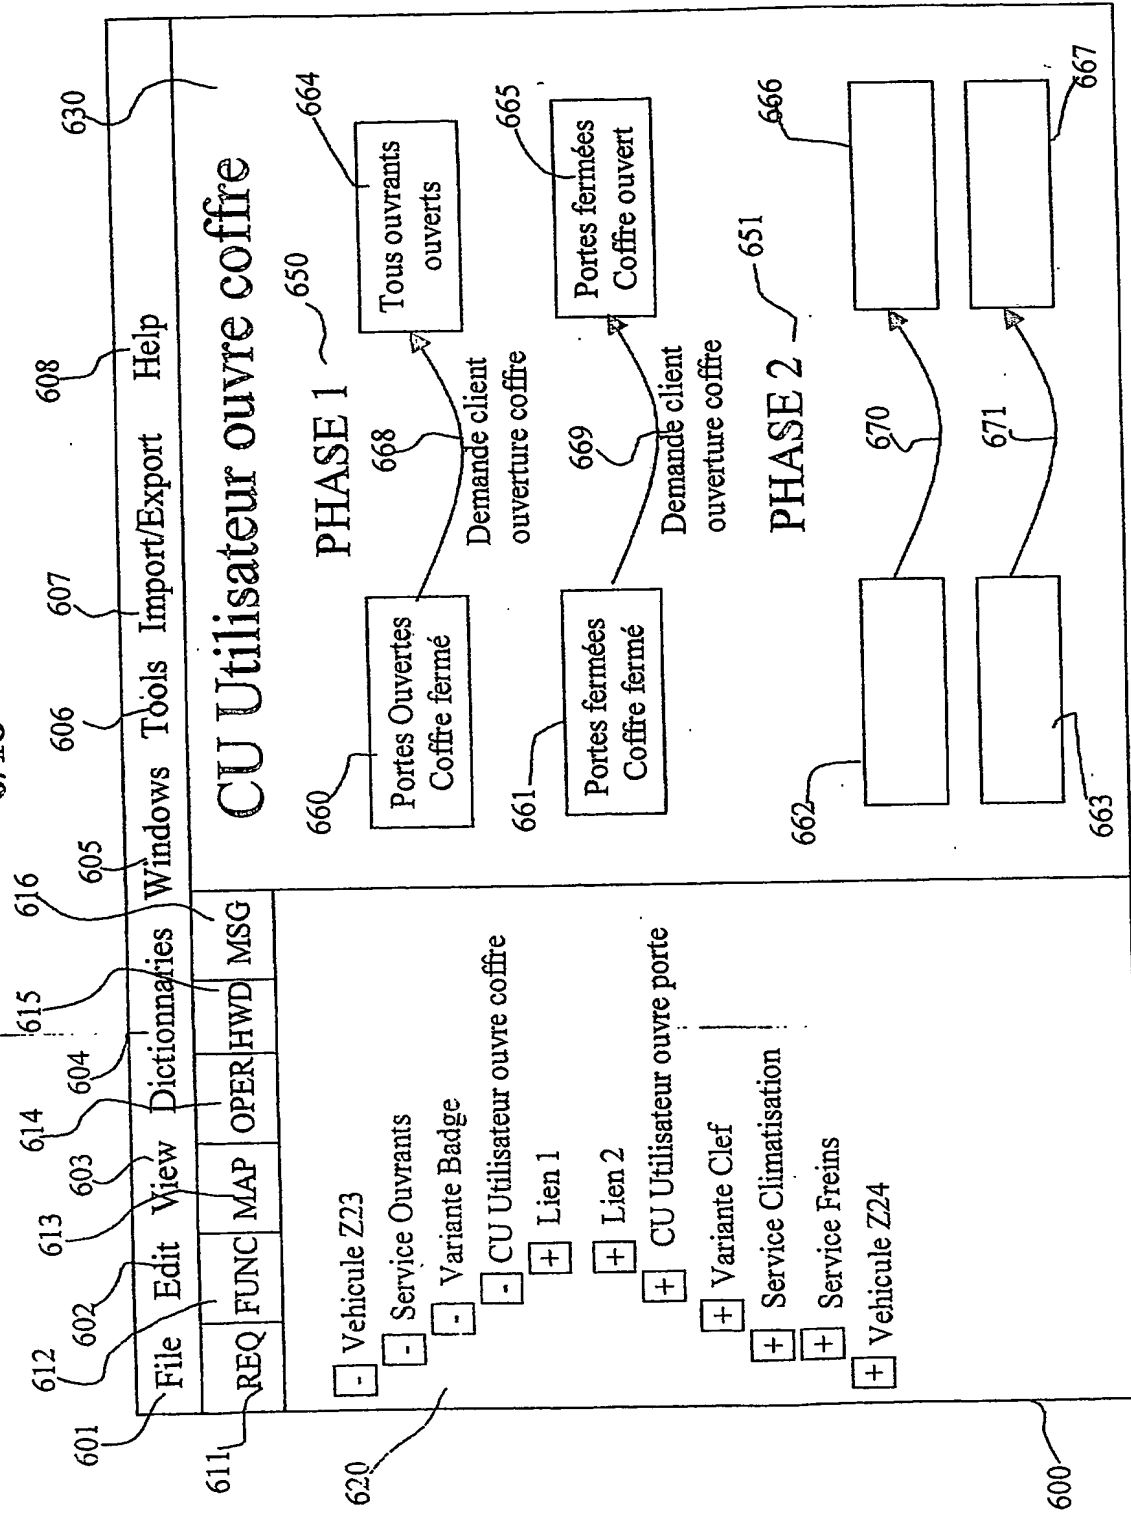 630
608
607
606
605
616
615
604
614
603
613
602
612
601
File Edit View Dictionnaries Windows Tools Import/Export Help
611
REQ FUNC MAP OPER HWD MSG
620
- Vehicule Z23
- Service Ouvrants
- Variante Badge
- CU Utilisateur ouvre coffre
+ Lien 1
+ Lien 2
+ CU Utilisateur ouvre porte
+ Variante Clef
+ Service Climatisation
+ Service Freins
+ Vehicule Z24
600
CU Utilisateur ouvre coffre
PHASE 1
650
660
Portes Ouvertes
Coffre fermé
668
Demande client
ouverture coffre
664
Tous ouvrants
ouverts
661
Portes fermées
Coffre fermé
669
Demande client
ouverture coffre
665
Portes fermées
Coffre ouvert
PHASE 2
651
662
670
666
663
671
667